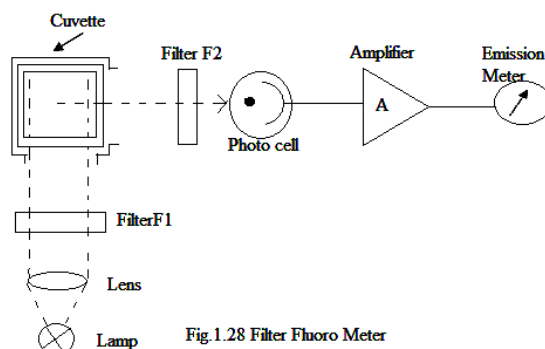 Cuvette
Filter F2
Amplifier
Emission
Meter
A
Photo cell
FilterF1
Lens
Lamp
Fig.1.28 Filter Fluoro Meter